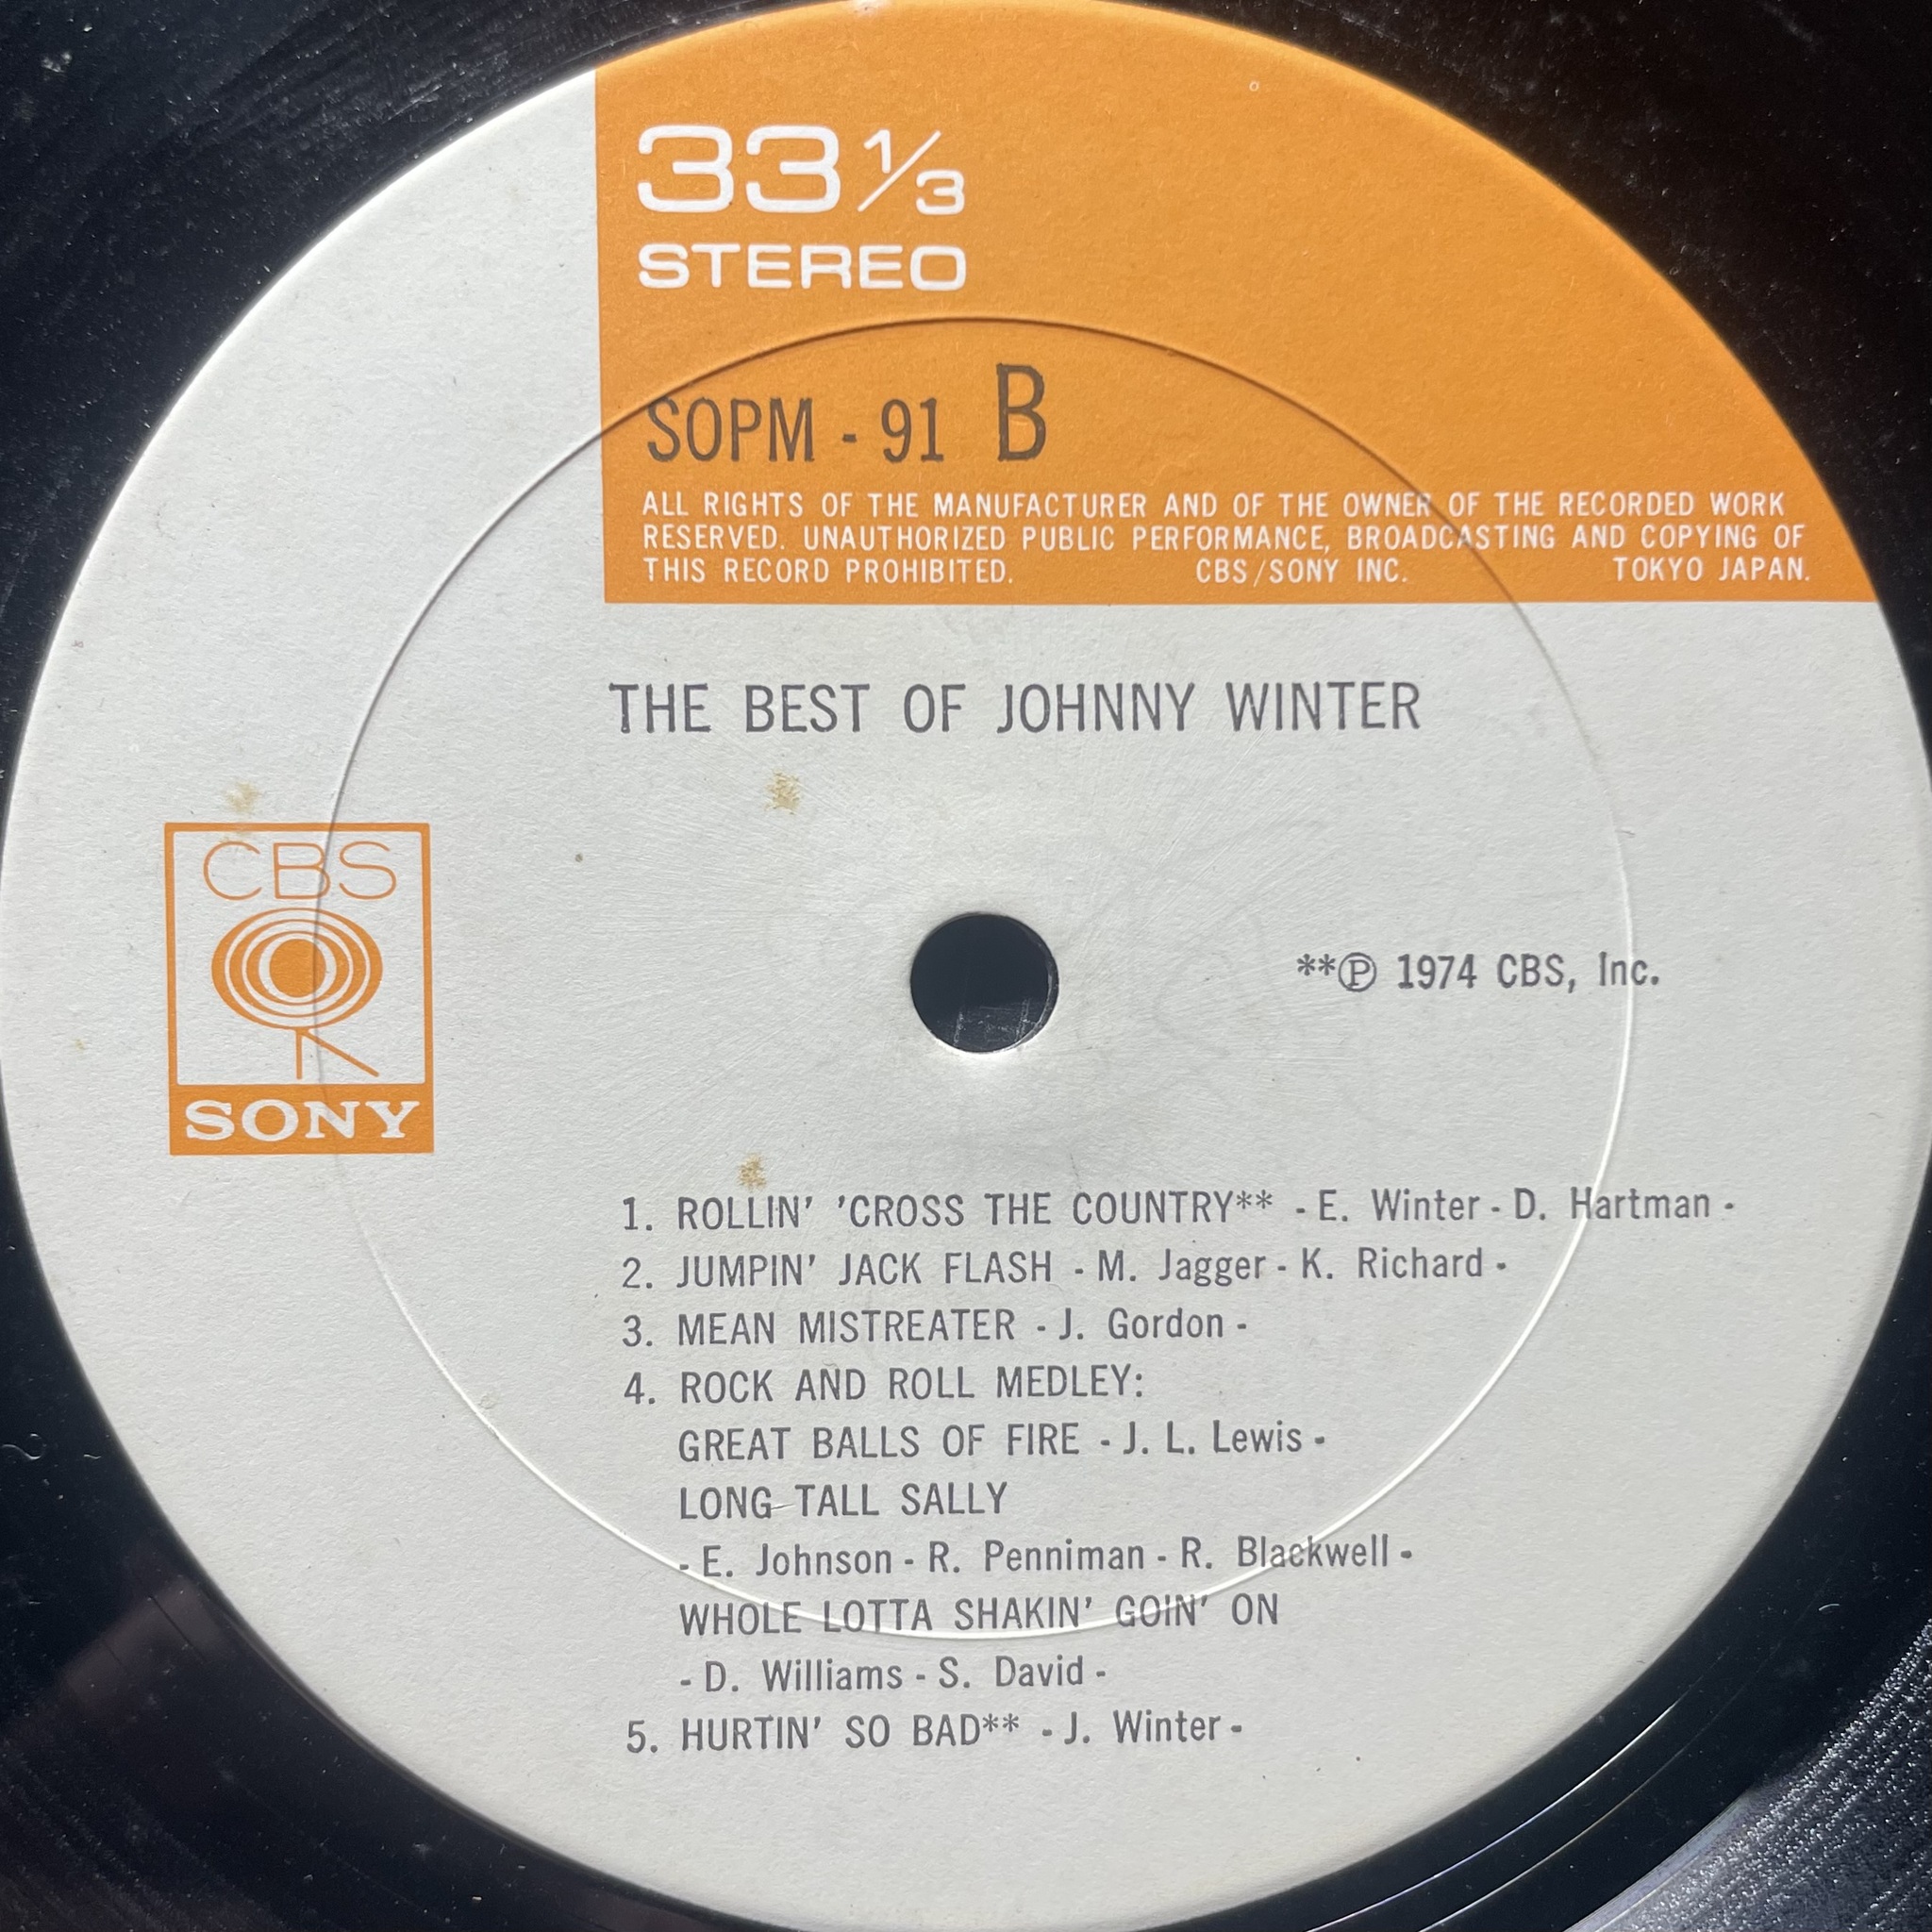 33 1/3
STEREO
SOPM - 91 B
ALL RIGHTS OF THE MANUFACTURER AND OF THE OWNER OF THE RECORDED WORK
RESERVED. UNAUTHORIZED PUBLIC PERFORMANCE, BROADCASTING AND COPYING OF
THIS RECORD PROHIBITED. CBS/SONY INC. TOKYO JAPAN.
THE BEST OF JOHNNY WINTER
CBS
SONY
**Ⓟ 1974 CBS, Inc.
1. ROLLIN' 'CROSS THE COUNTRY** - E. Winter - D. Hartman -
2. JUMPIN' JACK FLASH - M. Jagger - K. Richard -
3. MEAN MISTREATER - J. Gordon -
4. ROCK AND ROLL MEDLEY:
GREAT BALLS OF FIRE - J. L. Lewis -
LONG TALL SALLY
- E. Johnson - R. Penniman - R. Blackwell -
WHOLE LOTTA SHAKIN' GOIN' ON
- D. Williams - S. David -
5. HURTIN' SO BAD** - J. Winter -